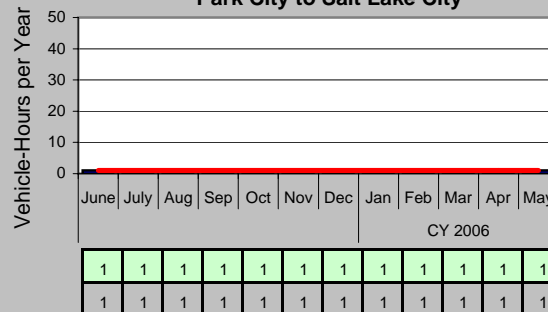 Park City to Salt Lake City
Vehicle-Hours per Year
50
40
30
20
10
0
June July Aug Sep Oct Nov Dec Jan Feb Mar Apr May
CY 2006
1 1 1 1 1 1 1 1 1 1 1 1
1 1 1 1 1 1 1 1 1 1 1 1